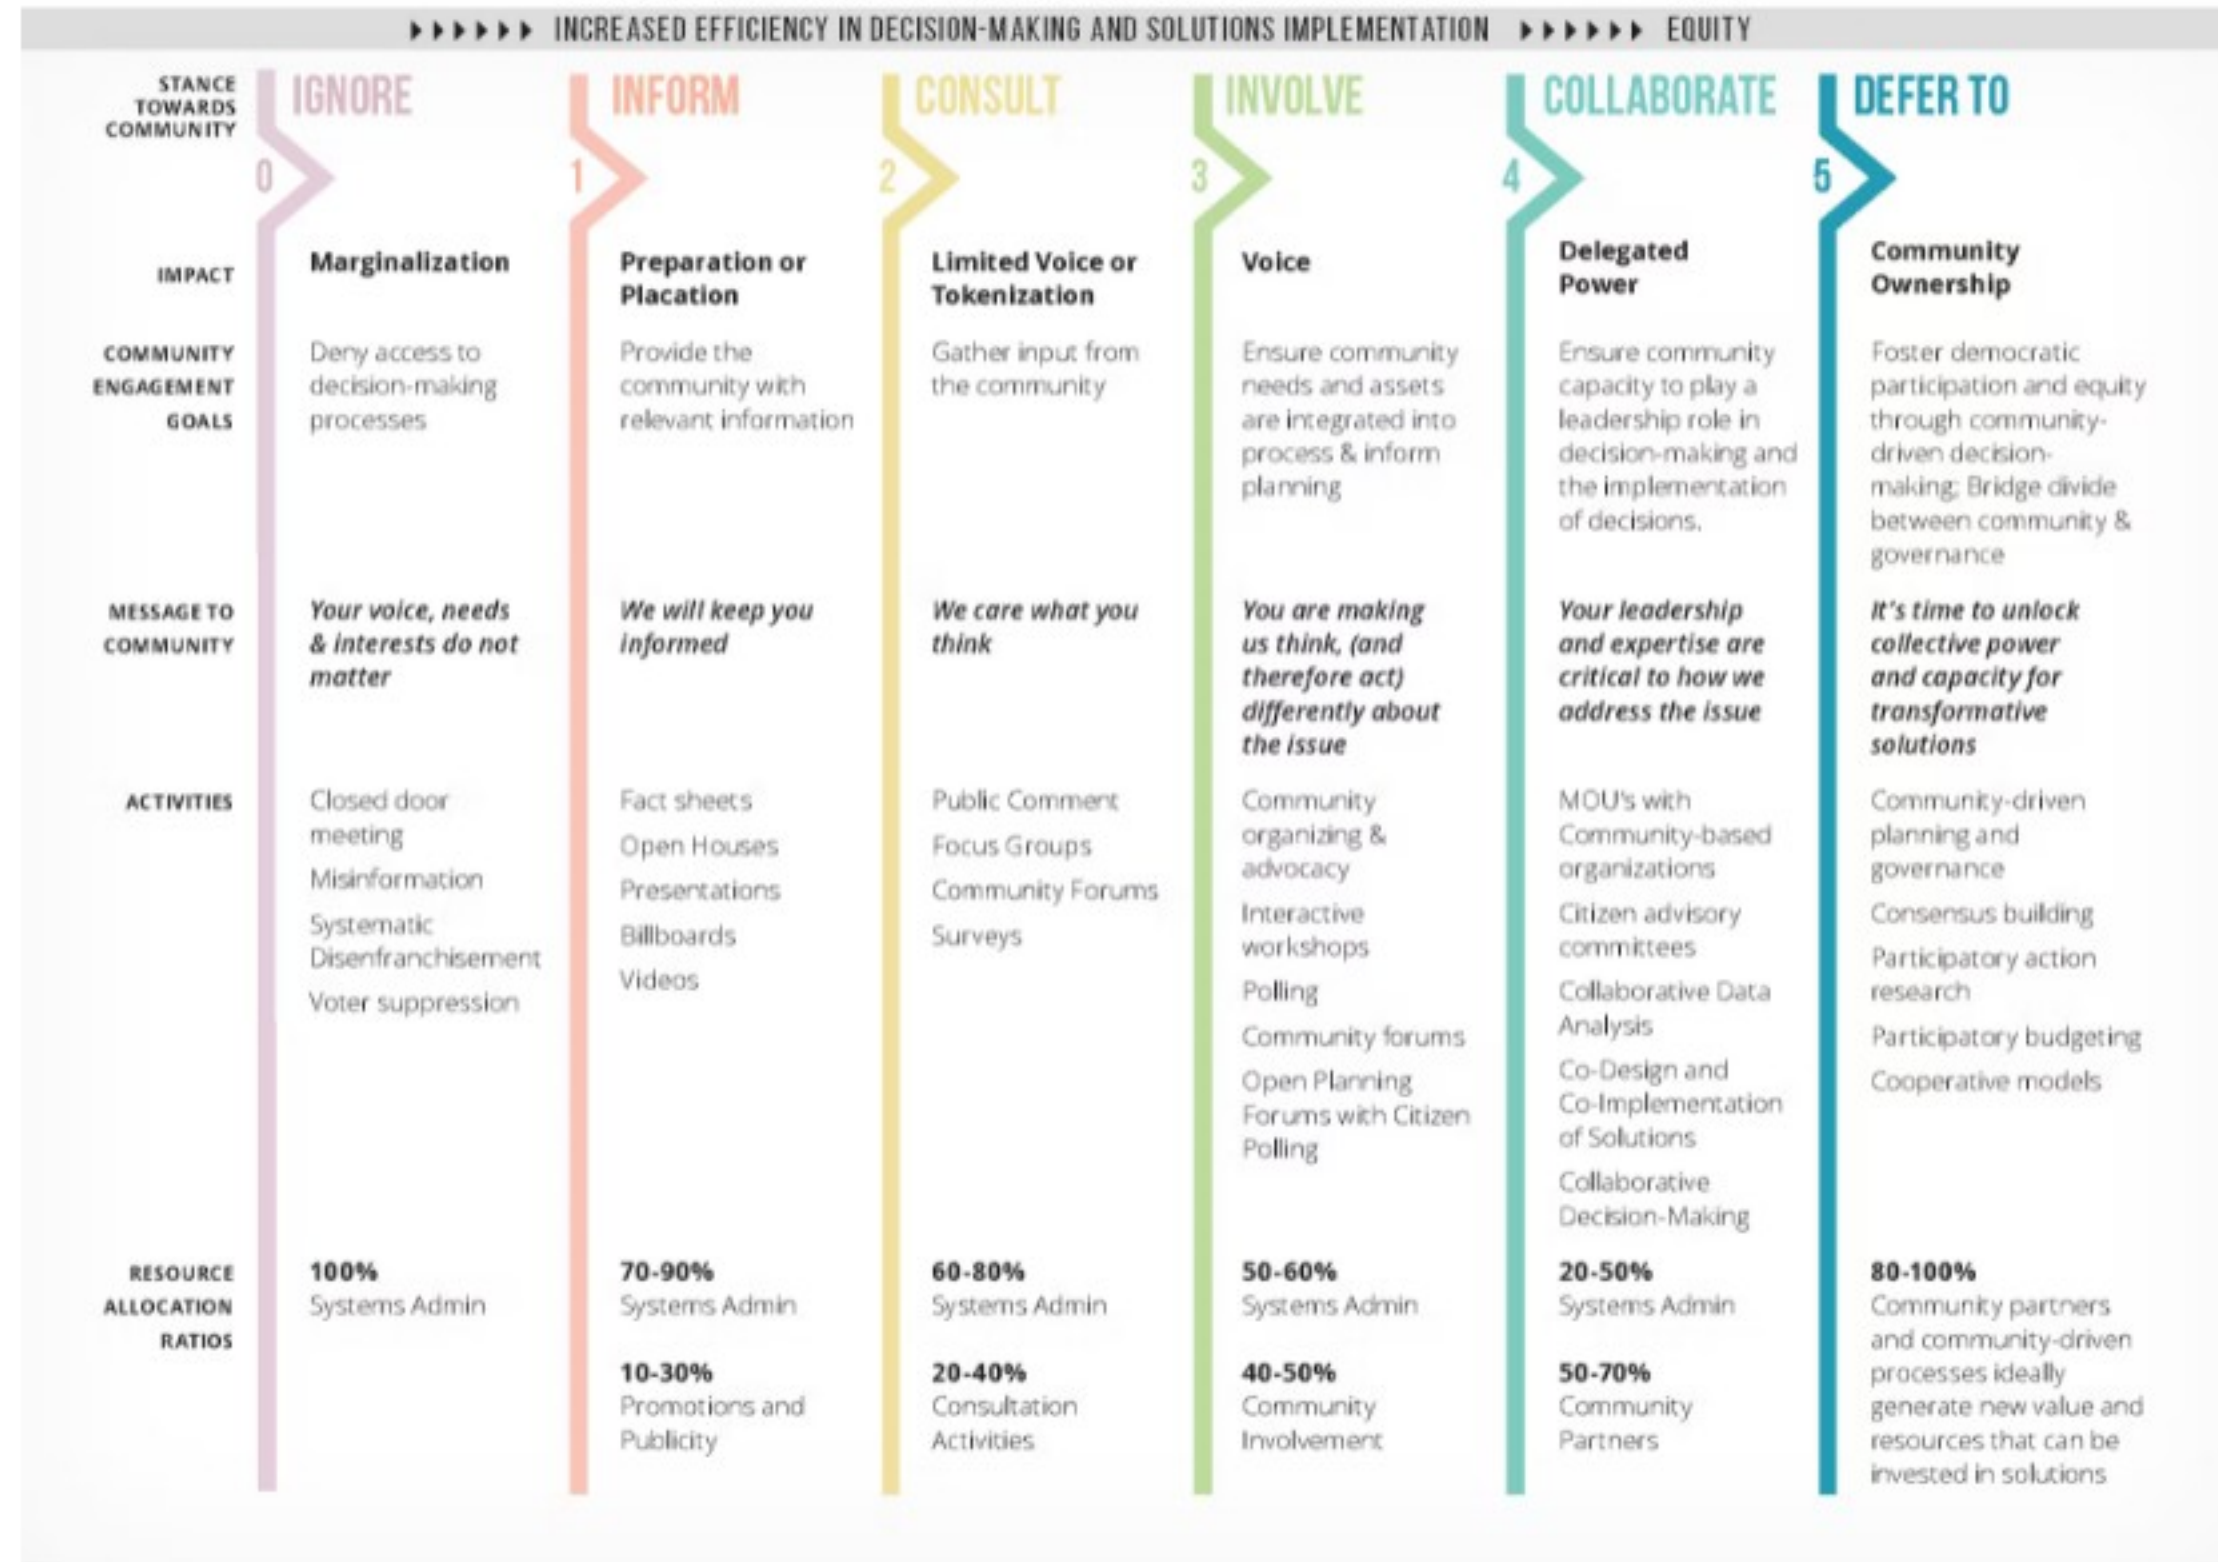 INCREASED EFFICIENCY IN DECISION-MAKING AND SOLUTIONS IMPLEMENTATION EQUITY
STANCE
TOWARDS
COMMUNITY
IGNORE
INFORM
CONSULT
INVOLVE
COLLABORATE
DEFER TO
0
1
2
3
4
5
IMPACT
Marginalization
Preparation or
Placation
Limited Voice or
Tokenization
Voice
Delegated
Power
Community
Ownership
COMMUNITY
ENGAGEMENT
GOALS
Deny access to
decision-making
processes
Provide the
community with
relevant information
Gather input from
the community
Ensure community
needs and assets
are integrated into
process & inform
planning
Ensure community
capacity to play a
leadership role in
decision-making and
the implementation
of decisions.
Foster democratic
participation and equity
through community-
driven decision-
making; Bridge divide
between community &
governance
MESSAGE TO
COMMUNITY
Your voice, needs
& interests do not
matter
We will keep you
informed
We care what you
think
You are making
us think, (and
therefore act)
differently about
the issue
Your leadership
and expertise are
critical to how we
address the issue
It's time to unlock
collective power
and capacity for
transformative
solutions
ACTIVITIES
Closed door
meeting
Misinformation
Systematic
Disenfranchisement
Voter suppression
Fact sheets
Open Houses
Presentations
Billboards
Videos
Public Comment
Focus Groups
Community Forums
Surveys
Community
organizing &
advocacy
Interactive
workshops
Polling
Community forums
Open Planning
Forums with Citizen
Polling
MOU's with
Community-based
organizations
Citizen advisory
committees
Collaborative Data
Analysis
Co-Design and
Co-Implementation
of Solutions
Collaborative
Decision-Making
Community-driven
planning and
governance
Consensus building
Participatory action
research
Participatory budgeting
Cooperative models
RESOURCE
ALLOCATION
RATIOS
100%
Systems Admin
70-90%
Systems Admin
10-30%
Promotions and
Publicity
60-80%
Systems Admin
20-40%
Consultation
Activities
50-60%
Systems Admin
40-50%
Community
Involvement
20-50%
Systems Admin
50-70%
Community
Partners
80-100%
Community partners
and community-driven
processes ideally
generate new value and
resources that can be
invested in solutions